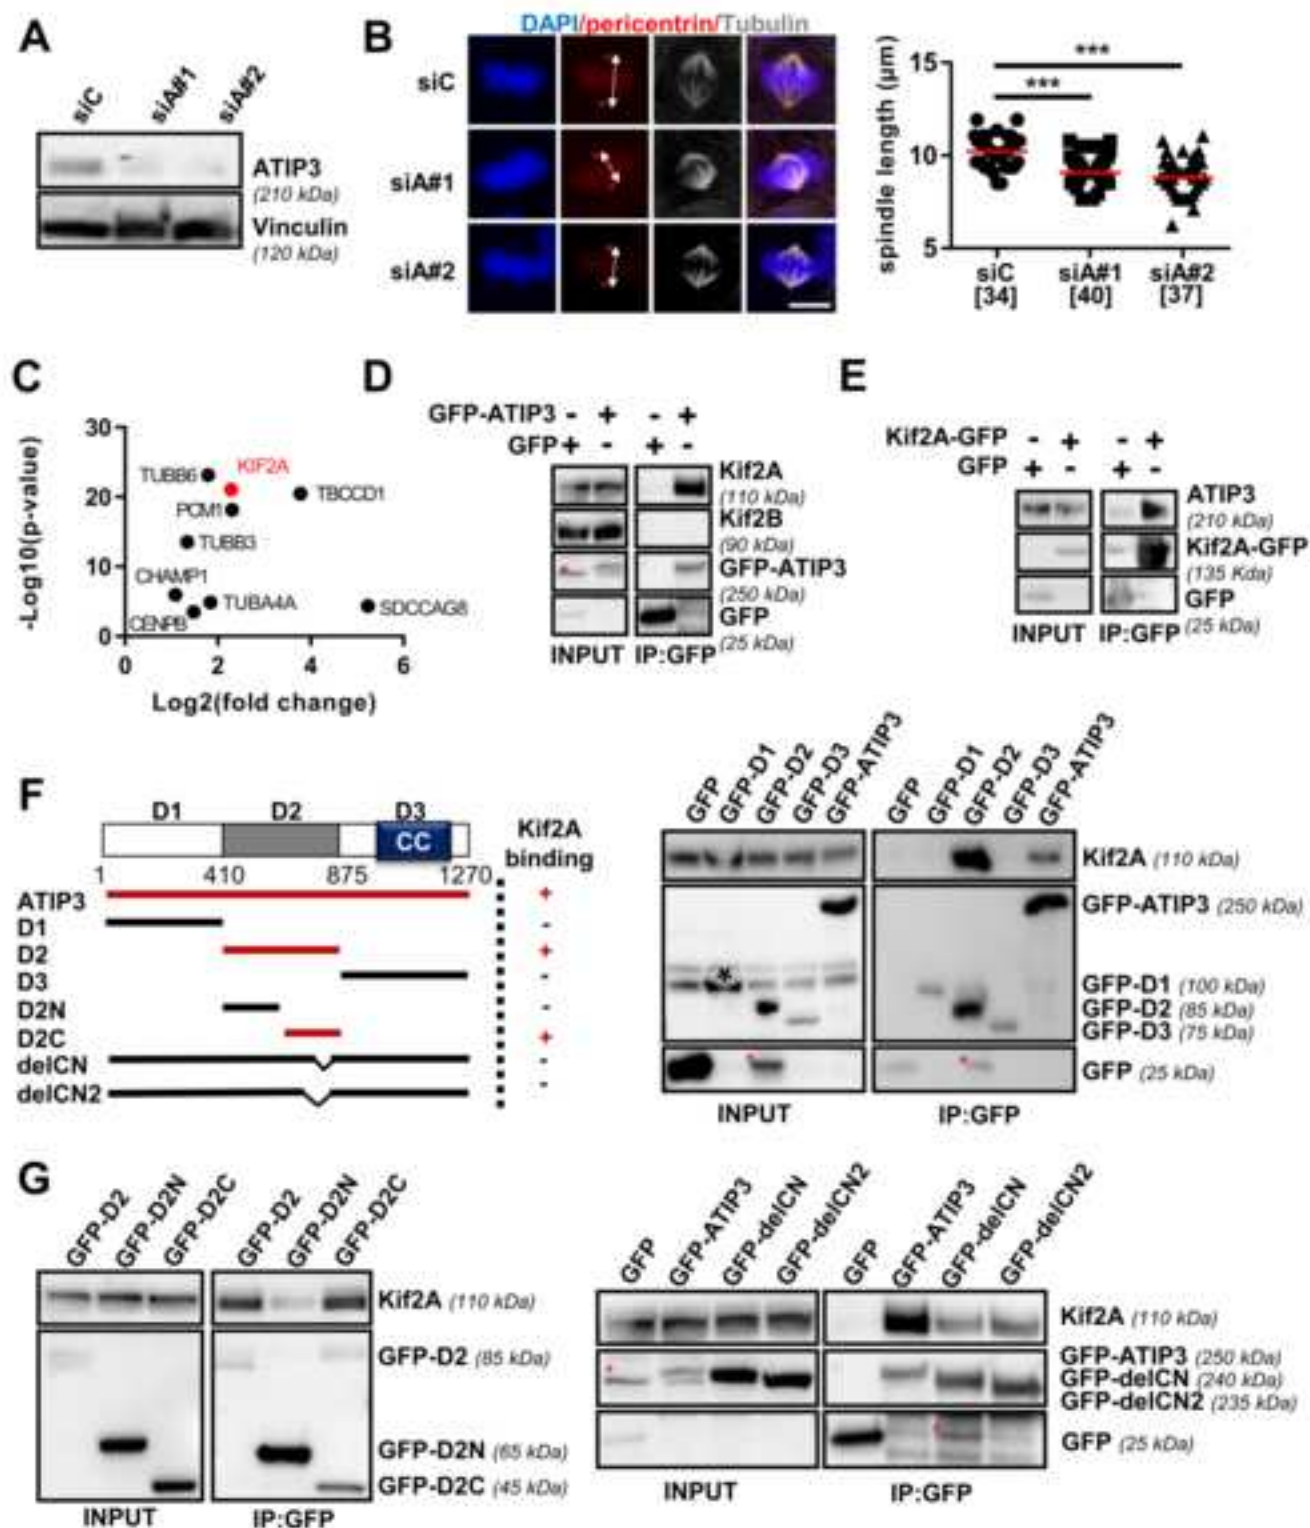 A
siC
siA#1
siA#2
ATIP3
(210 kDa)
Vinculin
(120 kDa)
B
DAPI/pericentrin/Tubulin
siC
siA#1
siA#2
spindle length (µm)
15
10
5
***
***
siC
[34]
siA#1
[40]
siA#2
[37]
C
-Log10(p-value)
30
20
10
0
0 2 4 6
TUBB6
KIF2A
TBCCD1
PCM1
TUBB3
CHAMP1
TUBA4A
SDCCAG8
CENPB
Log2(fold change)
D
GFP-ATIP3 - + - +
GFP + - + -
Kif2A
(110 kDa)
Kif2B
(90 kDa)
GFP-ATIP3
(250 kDa)
GFP
(25 kDa)
INPUT IP:GFP
E
Kif2A-GFP - + - +
GFP + - + -
ATIP3
(210 kDa)
Kif2A-GFP
(135 Kda)
GFP
(25 kDa)
INPUT IP:GFP
F
D1 D2 D3
CC
1 410 875 1270
Kif2A
binding
ATIP3 +
D1 -
D2 +
D3 -
D2N -
D2C +
delCN -
delCN2 -
GFP
GFP-D1
GFP-D2
GFP-D3
GFP-ATIP3
GFP
GFP-D1
GFP-D2
GFP-D3
GFP-ATIP3
Kif2A (110 kDa)
GFP-ATIP3 (250 kDa)
*
GFP-D1 (100 kDa)
GFP-D2 (85 kDa)
GFP-D3 (75 kDa)
GFP (25 kDa)
INPUT IP:GFP
G
GFP-D2
GFP-D2N
GFP-D2C
GFP-D2
GFP-D2N
GFP-D2C
Kif2A (110 kDa)
GFP-D2 (85 kDa)
GFP-D2N (65 kDa)
GFP-D2C (45 kDa)
INPUT IP:GFP
GFP
GFP-ATIP3
GFP-delCN
GFP-delCN2
GFP
GFP-ATIP3
GFP-delCN
GFP-delCN2
Kif2A (110 kDa)
GFP-ATIP3 (250 kDa)
GFP-delCN (240 kDa)
GFP-delCN2 (235 kDa)
GFP (25 kDa)
INPUT IP:GFP